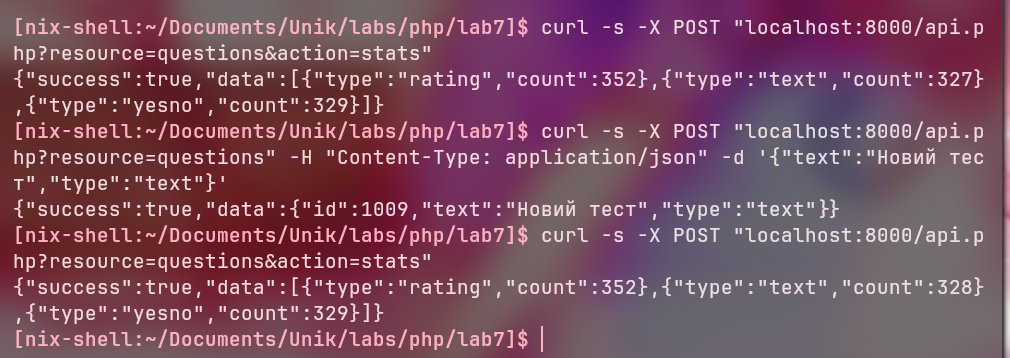 [nix-shell:~/Documents/Unik/labs/php/lab7]$ curl -s -X POST "localhost:8000/api.p
hp?resource=questions&action=stats"
{"success":true,"data":[{"type":"rating","count":352},{"type":"text","count":327}
,{"type":"yesno","count":329}]}
[nix-shell:~/Documents/Unik/labs/php/lab7]$ curl -s -X POST "localhost:8000/api.p
hp?resource=questions" -H "Content-Type: application/json" -d '{"text":"Новий тес
т","type":"text"}'
{"success":true,"data":{"id":1009,"text":"Новий тест","type":"text"}}
[nix-shell:~/Documents/Unik/labs/php/lab7]$ curl -s -X POST "localhost:8000/api.p
hp?resource=questions&action=stats"
{"success":true,"data":[{"type":"rating","count":352},{"type":"text","count":328}
,{"type":"yesno","count":329}]}
[nix-shell:~/Documents/Unik/labs/php/lab7]$